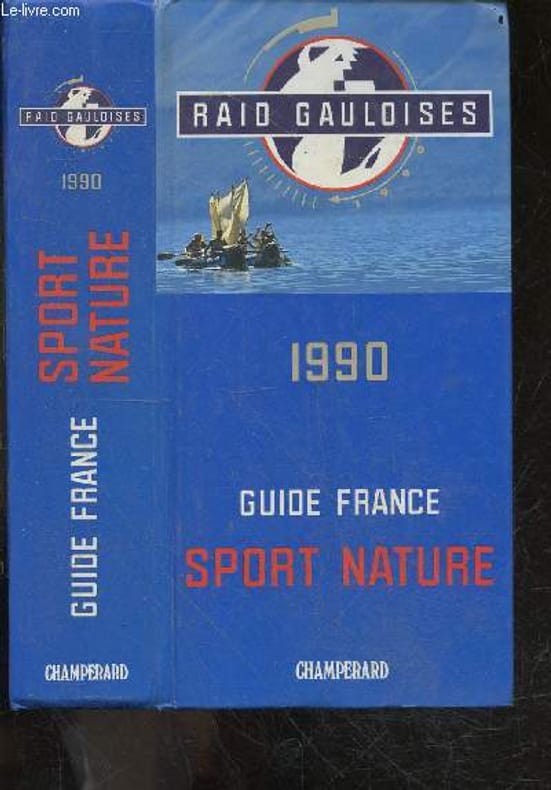 Le-livre.com
RAID GAULOISES
1990
SPORT
NATURE
GUIDE FRANCE
CHAMPERARD
RAID GAULOISES
1990
GUIDE FRANCE
SPORT NATURE
CHAMPERARD